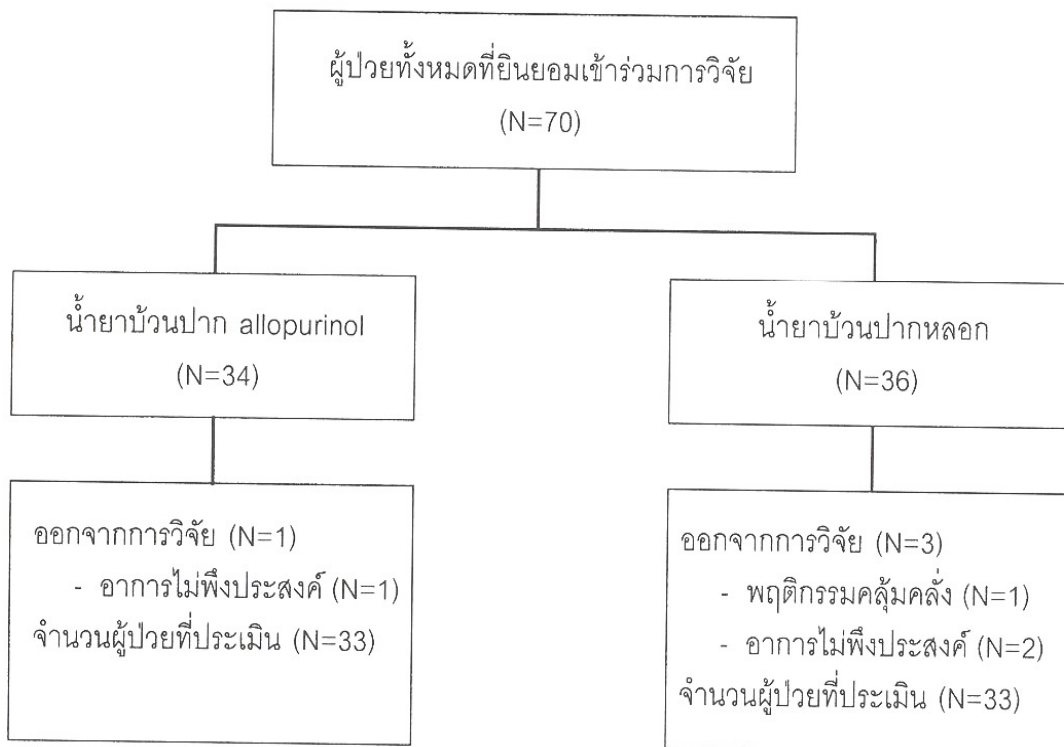 ผู้ป่วยทั้งหมดที่ยินยอมเข้าร่วมการวิจัย
(N=70)
น้ำยาบ้วนปาก allopurinol
(N=34)
น้ำยาบ้วนปากหลอก
(N=36)
ออกจากการวิจัย (N=1)
- อาการไม่พึงประสงค์ (N=1)
จำนวนผู้ป่วยที่ประเมิน (N=33)
ออกจากการวิจัย (N=3)
- พฤติกรรมคลุ้มคลั่ง (N=1)
- อาการไม่พึงประสงค์ (N=2)
จำนวนผู้ป่วยที่ประเมิน (N=33)